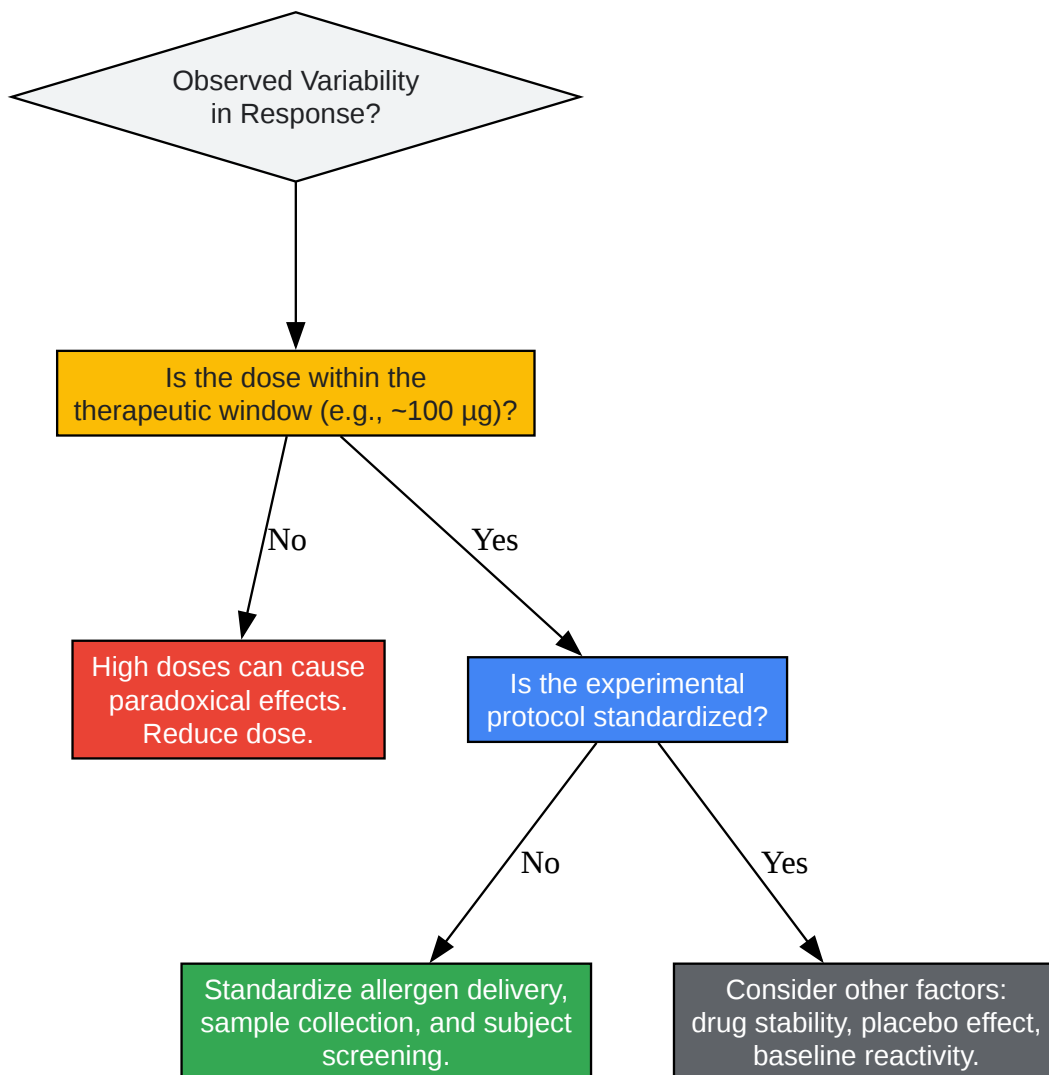 Observed Variability
in Response?
Is the dose within the
therapeutic window (e.g., ~100 µg)?
No
Yes
High doses can cause
paradoxical effects.
Reduce dose.
Is the experimental
protocol standardized?
No
Yes
Standardize allergen delivery,
sample collection, and subject
screening.
Consider other factors:
drug stability, placebo effect,
baseline reactivity.